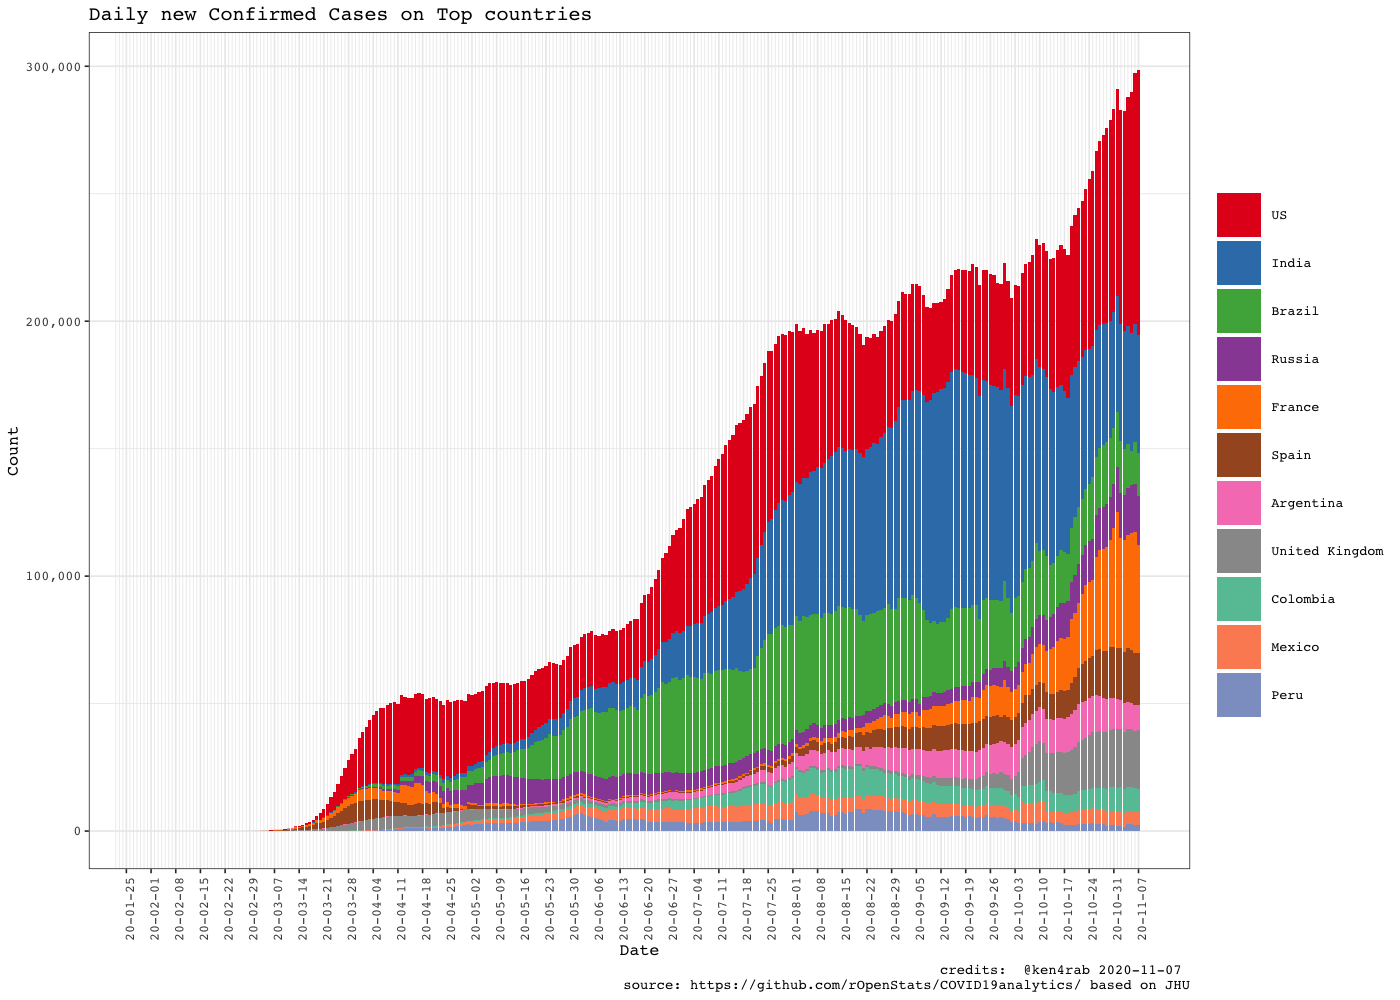 Daily new Confirmed Cases on Top countries
300,000
200,000
100,000
0
Count
20-01-25
20-02-01
20-02-08
20-02-15
20-02-22
20-02-29
20-03-07
20-03-14
20-03-21
20-03-28
20-04-04
20-04-11
20-04-18
20-04-25
20-05-02
20-05-09
20-05-16
20-05-23
20-05-30
20-06-06
20-06-13
20-06-20
20-06-27
20-07-04
20-07-11
20-07-18
20-07-25
20-08-01
20-08-08
20-08-15
20-08-22
20-08-29
20-09-05
20-09-12
20-09-19
20-09-26
20-10-03
20-10-10
20-10-17
20-10-24
20-10-31
20-11-07
Date
US
India
Brazil
Russia
France
Spain
Argentina
United Kingdom
Colombia
Mexico
Peru
credits:  @ken4rab 2020-11-07
source: https://github.com/rOpenStats/COVID19analytics/ based on JHU